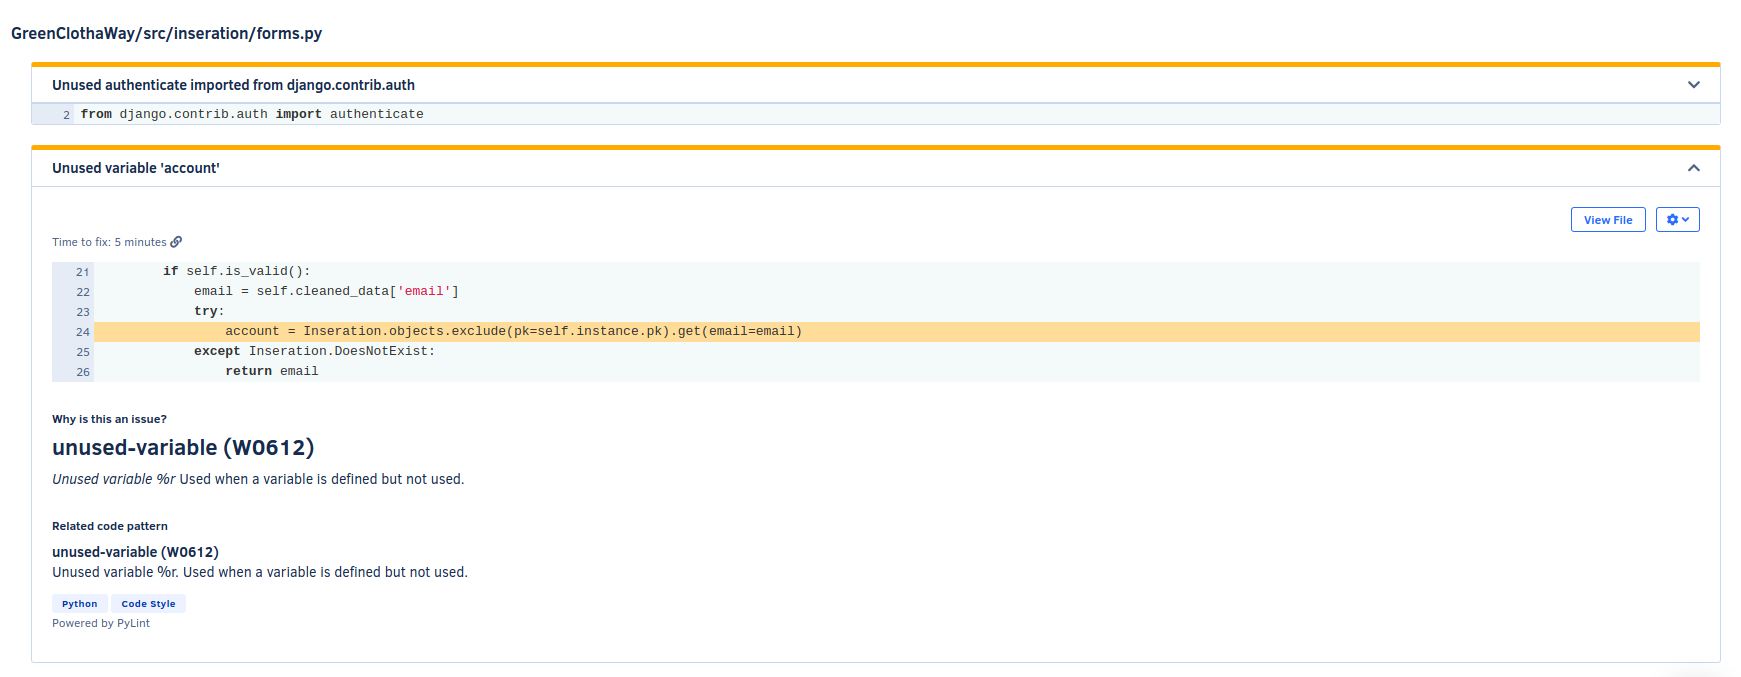 GreenClothaWay/src/inseration/forms.py
Unused authenticate imported from django.contrib.auth
2 from django.contrib.auth import authenticate
Unused variable 'account'
View File
Time to fix: 5 minutes
21 if self.is_valid():
22 email = self.cleaned_data['email']
23 try:
24 account = Inseration.objects.exclude(pk=self.instance.pk).get(email=email)
25 except Inseration.DoesNotExist:
26 return email
Why is this an issue?
unused-variable (W0612)
Unused variable %r Used when a variable is defined but not used.
Related code pattern
unused-variable (W0612)
Unused variable %r. Used when a variable is defined but not used.
Python Code Style
Powered by PyLint